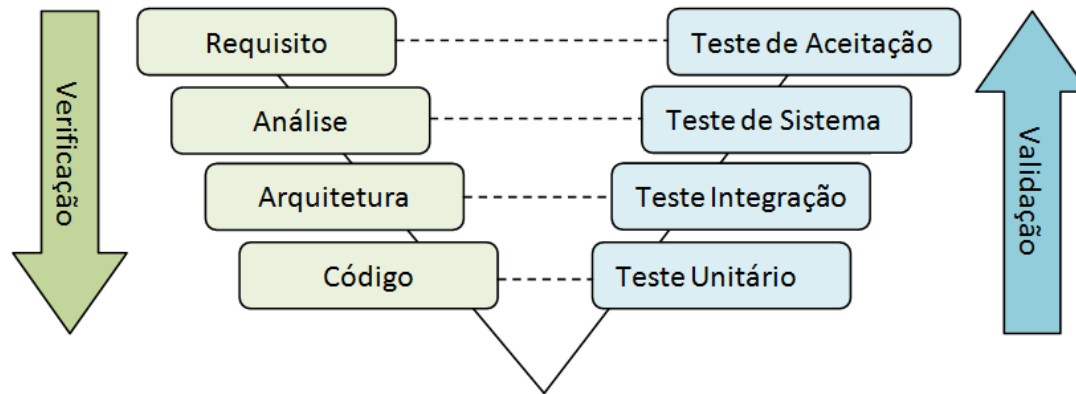 Verificação
Requisito
Teste de Aceitação
Análise
Teste de Sistema
Arquitetura
Teste Integração
Código
Teste Unitário
Validação